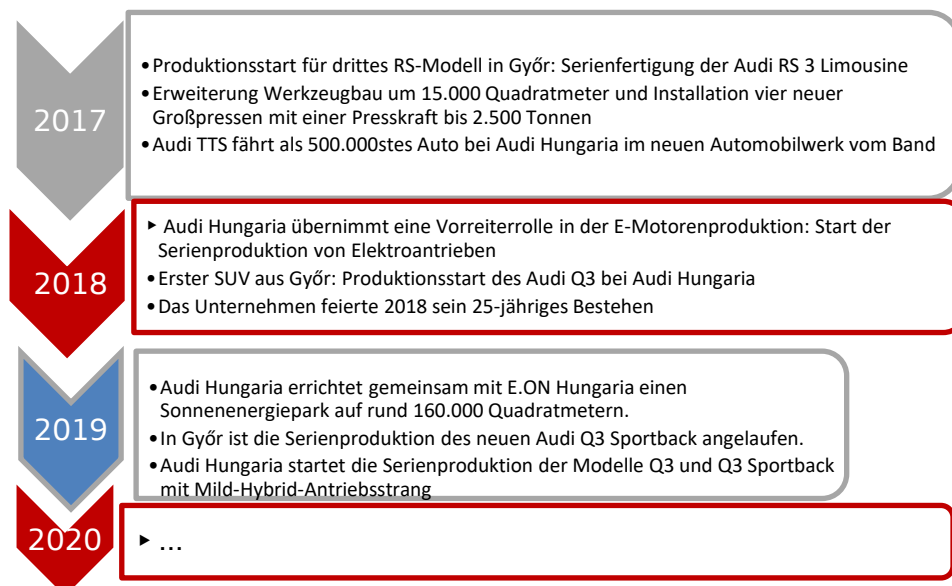 2017
•Produktionsstart für drittes RS-Modell in Győr: Serienfertigung der Audi RS 3 Limousine
•Erweiterung Werkzeugbau um 15.000 Quadratmeter und Installation vier neuer
Großpressen mit einer Presskraft bis 2.500 Tonnen
•Audi TTS fährt als 500.000stes Auto bei Audi Hungaria im neuen Automobilwerk vom Band
2018
▸ Audi Hungaria übernimmt eine Vorreiterrolle in der E-Motorenproduktion: Start der
Serienproduktion von Elektroantrieben
•Erster SUV aus Győr: Produktionsstart des Audi Q3 bei Audi Hungaria
•Das Unternehmen feierte 2018 sein 25-jähriges Bestehen
2019
•Audi Hungaria errichtet gemeinsam mit E.ON Hungaria einen
Sonnenenergiepark auf rund 160.000 Quadratmetern.
•In Győr ist die Serienproduktion des neuen Audi Q3 Sportback angelaufen.
•Audi Hungaria startet die Serienproduktion der Modelle Q3 und Q3 Sportback
mit Mild-Hybrid-Antriebsstrang
2020
▸ ...